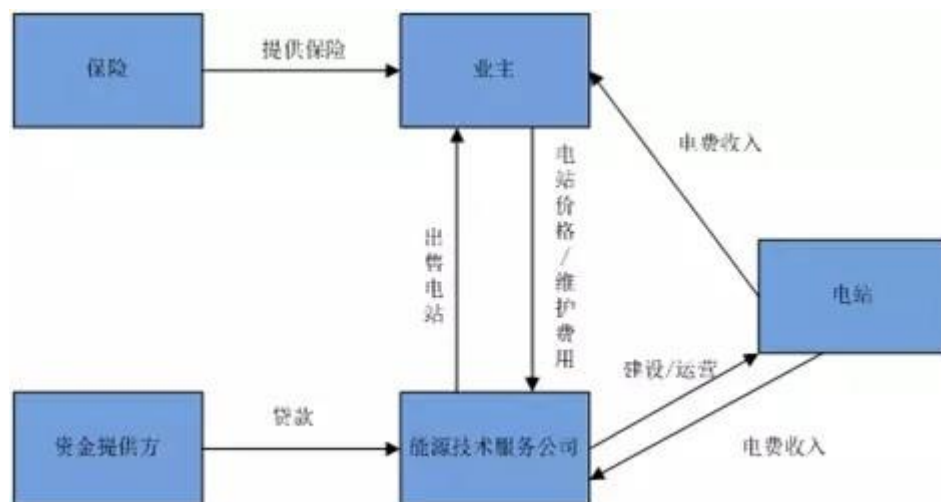 提供保险
保险
业主
电费收入
电站价格/维护费用
出售电站
电站
建设/运营
贷款
资金提供方
能源技术服务公司
电费收入